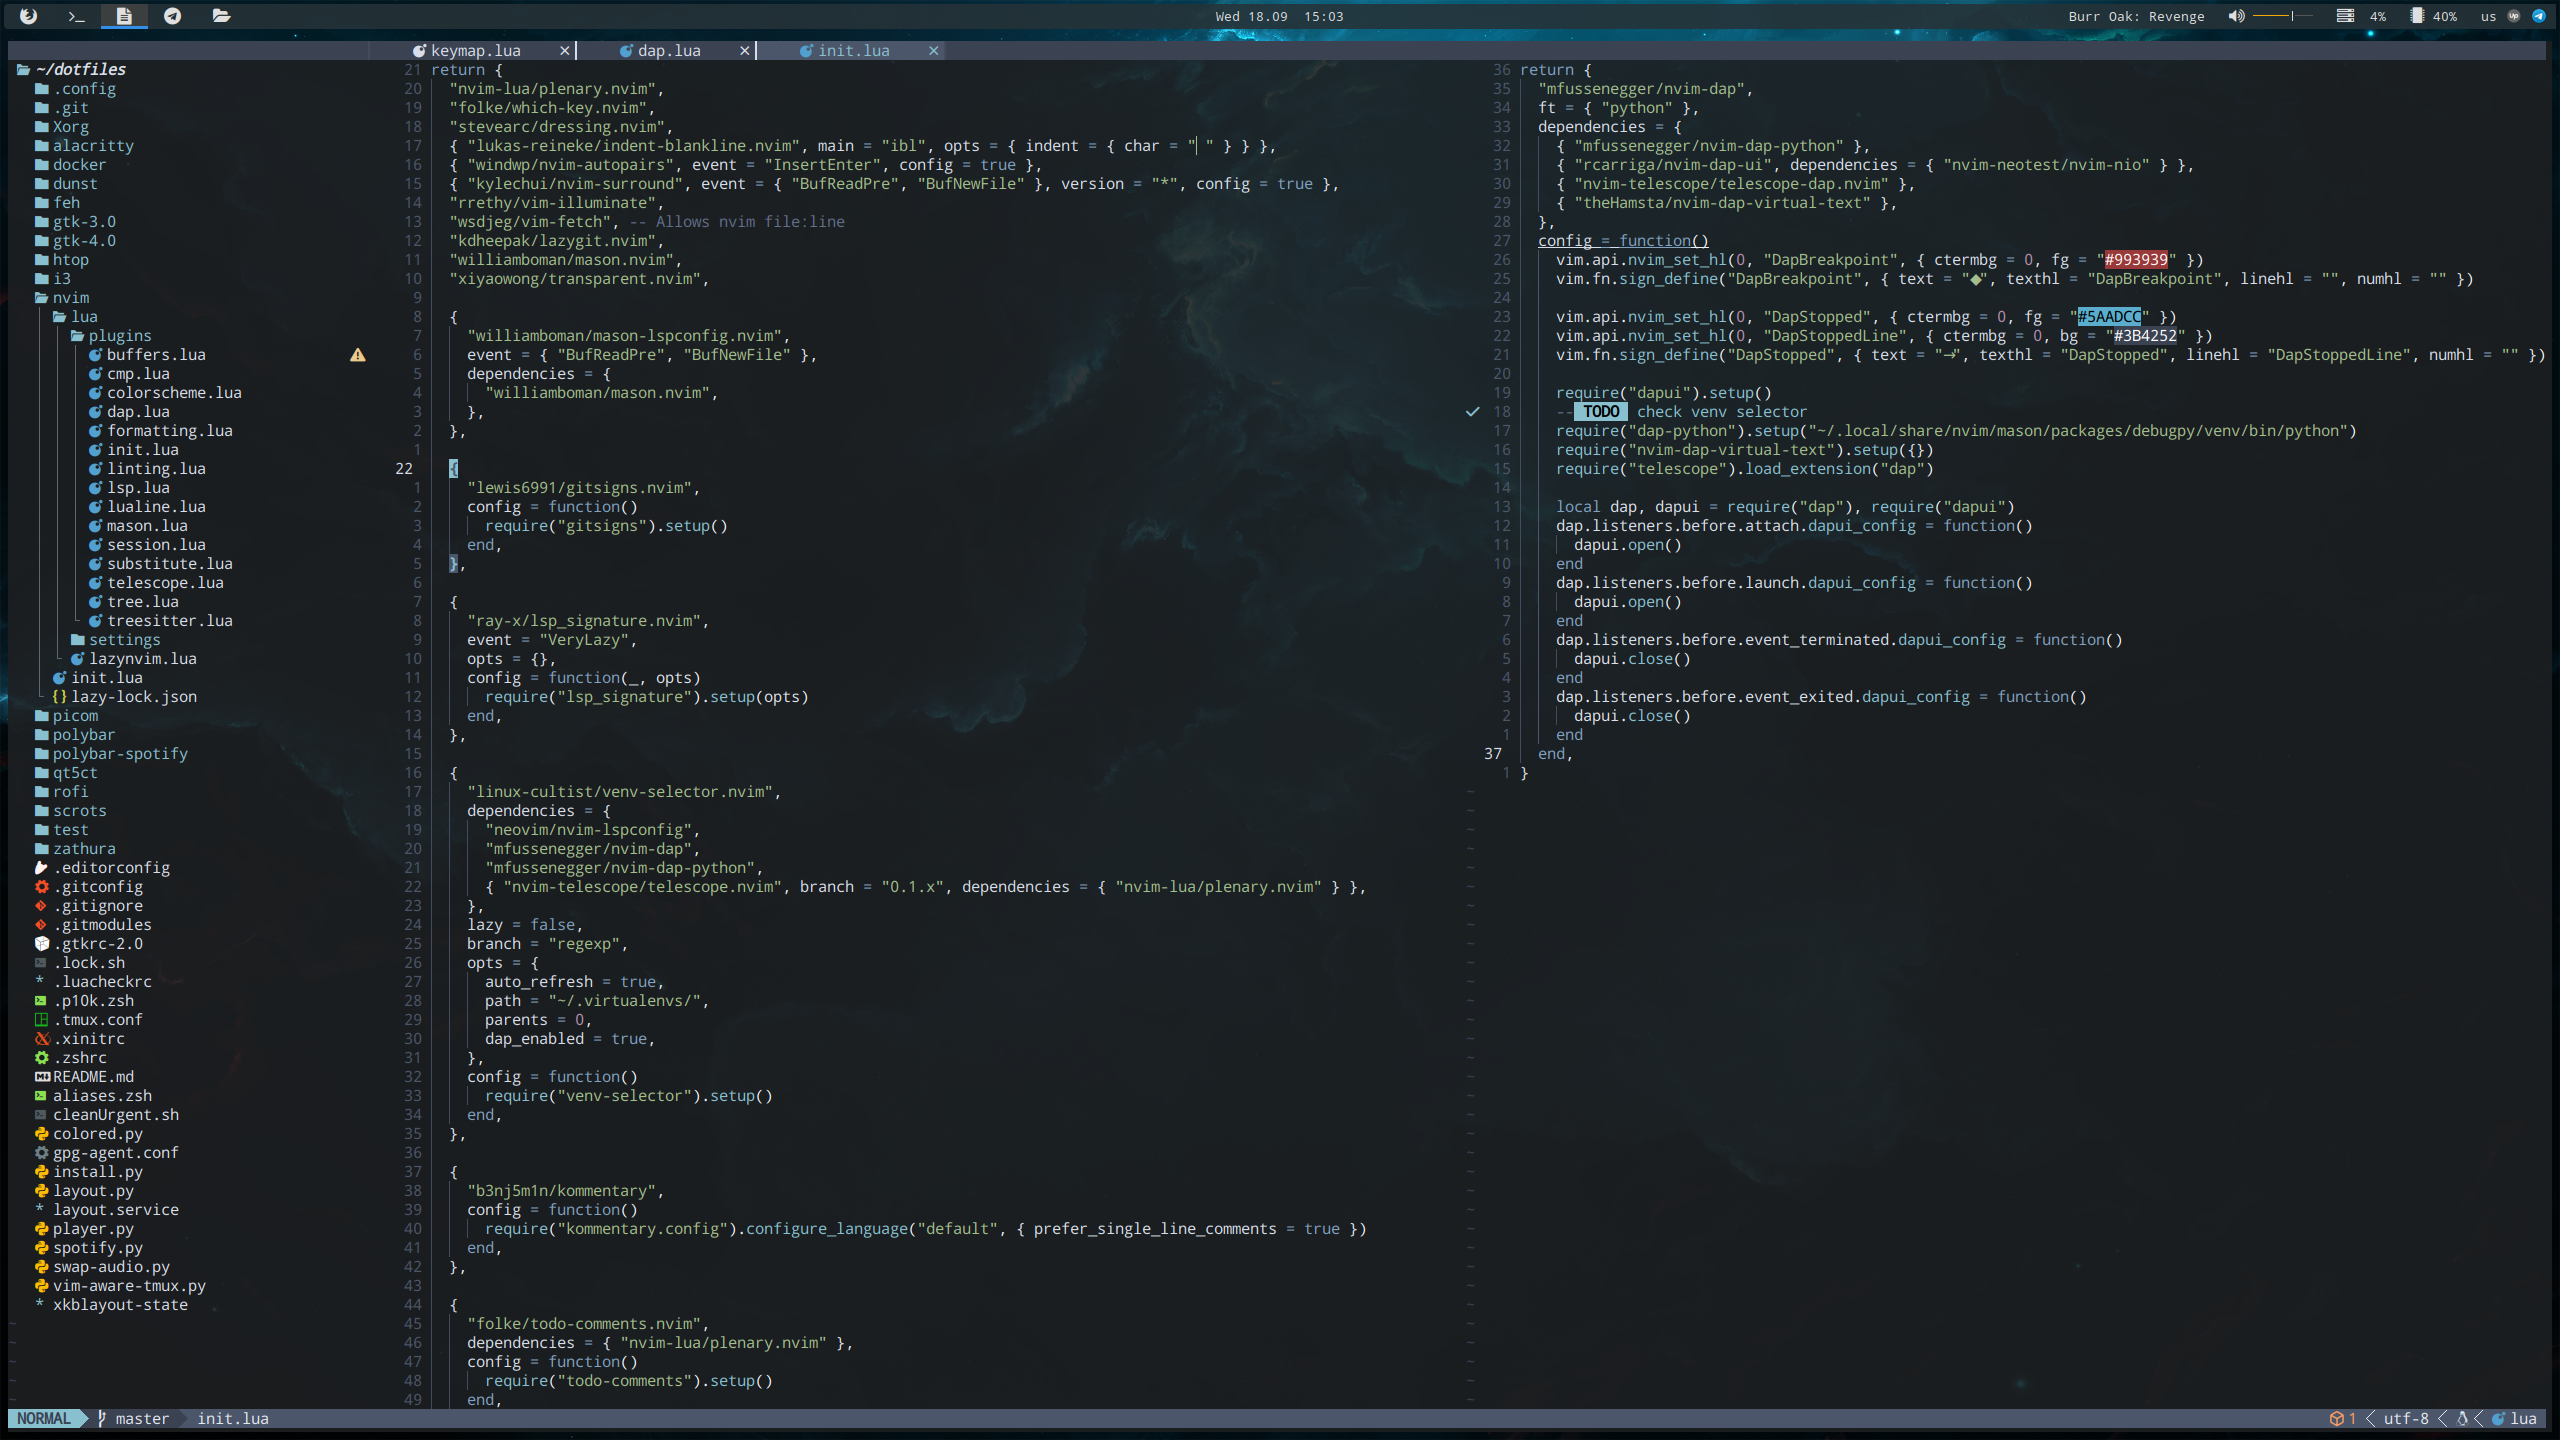 Wed 18.09 15:03
Burr Oak: Revenge
4%
40%
us
keymap.lua
dap.lua
init.lua
~/dotfiles
.config
.git
Xorg
alacritty
docker
dunst
feh
gtk-3.0
gtk-4.0
htop
i3
nvim
lua
plugins
buffers.lua
cmp.lua
colorscheme.lua
dap.lua
formatting.lua
init.lua
linting.lua
lsp.lua
lualine.lua
mason.lua
session.lua
substitute.lua
telescope.lua
tree.lua
treesitter.lua
settings
lazynvim.lua
init.lua
{} lazy-lock.json
picom
polybar
polybar-spotify
qt5ct
rofi
scrots
test
zathura
.editorconfig
.gitconfig
.gitignore
.gitmodules
.gtkrc-2.0
.lock.sh
* .luacheckrc
.p10k.zsh
.tmux.conf
.xinitrc
.zshrc
README.md
aliases.zsh
cleanUrgent.sh
colored.py
gpg-agent.conf
install.py
layout.py
* layout.service
player.py
spotify.py
swap-audio.py
vim-aware-tmux.py
* xkblayout-state
21 return {
20 "nvim-lua/plenary.nvim",
19 "folke/which-key.nvim",
18 "stevearc/dressing.nvim",
17 { "lukas-reineke/indent-blankline.nvim", main = "ibl", opts = { indent = { char = "▏" } } },
16 { "windwp/nvim-autopairs", event = "InsertEnter", config = true },
15 { "kylechui/nvim-surround", event = { "BufReadPre", "BufNewFile" }, version = "*", config = true },
14 "rrethy/vim-illuminate",
13 "wsdjeg/vim-fetch", -- Allows nvim file:line
12 "kdheepak/lazygit.nvim",
11 "williamboman/mason.nvim",
10 "xiyaowong/transparent.nvim",
9
8 {
7 "williamboman/mason-lspconfig.nvim",
6 event = { "BufReadPre", "BufNewFile" },
5 dependencies = {
4 "williamboman/mason.nvim",
3 },
2 },
1
22 {
1 "lewis6991/gitsigns.nvim",
2 config = function()
3 require("gitsigns").setup()
4 end,
5 },
6
7 {
8 "ray-x/lsp_signature.nvim",
9 event = "VeryLazy",
10 opts = {},
11 config = function(_, opts)
12 require("lsp_signature").setup(opts)
13 end,
14 },
15
16 {
17 "linux-cultist/venv-selector.nvim",
18 dependencies = {
19 "neovim/nvim-lspconfig",
20 "mfussenegger/nvim-dap",
21 "mfussenegger/nvim-dap-python",
22 { "nvim-telescope/telescope.nvim", branch = "0.1.x", dependencies = { "nvim-lua/plenary.nvim" } },
23 },
24 lazy = false,
25 branch = "regexp",
26 opts = {
27 auto_refresh = true,
28 path = "~/.virtualenvs/",
29 parents = 0,
30 dap_enabled = true,
31 },
32 config = function()
33 require("venv-selector").setup()
34 end,
35 },
36
37 {
38 "b3nj5m1n/kommentary",
39 config = function()
40 require("kommentary.config").configure_language("default", { prefer_single_line_comments = true })
41 end,
42 },
43
44 {
45 "folke/todo-comments.nvim",
46 dependencies = { "nvim-lua/plenary.nvim" },
47 config = function()
48 require("todo-comments").setup()
49 end,
36 return {
35 "mfussenegger/nvim-dap",
34 ft = { "python" },
33 dependencies = {
32 { "mfussenegger/nvim-dap-python" },
31 { "rcarriga/nvim-dap-ui", dependencies = { "nvim-neotest/nvim-nio" } },
30 { "nvim-telescope/telescope-dap.nvim" },
29 { "theHamsta/nvim-dap-virtual-text" },
28 },
27 config = function()
26 vim.api.nvim_set_hl(0, "DapBreakpoint", { ctermbg = 0, fg = "#993939" })
25 vim.fn.sign_define("DapBreakpoint", { text = "◆", texthl = "DapBreakpoint", linehl = "", numhl = "" })
24
23 vim.api.nvim_set_hl(0, "DapStopped", { ctermbg = 0, fg = "#5AADCC" })
22 vim.api.nvim_set_hl(0, "DapStoppedLine", { ctermbg = 0, bg = "#3B4252" })
21 vim.fn.sign_define("DapStopped", { text = "→", texthl = "DapStopped", linehl = "DapStoppedLine", numhl = "" })
20
19 require("dapui").setup()
18 -- TODO check venv selector
17 require("dap-python").setup("~/.local/share/nvim/mason/packages/debugpy/venv/bin/python")
16 require("nvim-dap-virtual-text").setup({})
15 require("telescope").load_extension("dap")
14
13 local dap, dapui = require("dap"), require("dapui")
12 dap.listeners.before.attach.dapui_config = function()
11 dapui.open()
10 end
9 dap.listeners.before.launch.dapui_config = function()
8 dapui.open()
7 end
6 dap.listeners.before.event_terminated.dapui_config = function()
5 dapui.close()
4 end
3 dap.listeners.before.event_exited.dapui_config = function()
2 dapui.close()
1 end
37 end,
1 }
NORMAL master init.lua
1 utf-8 lua